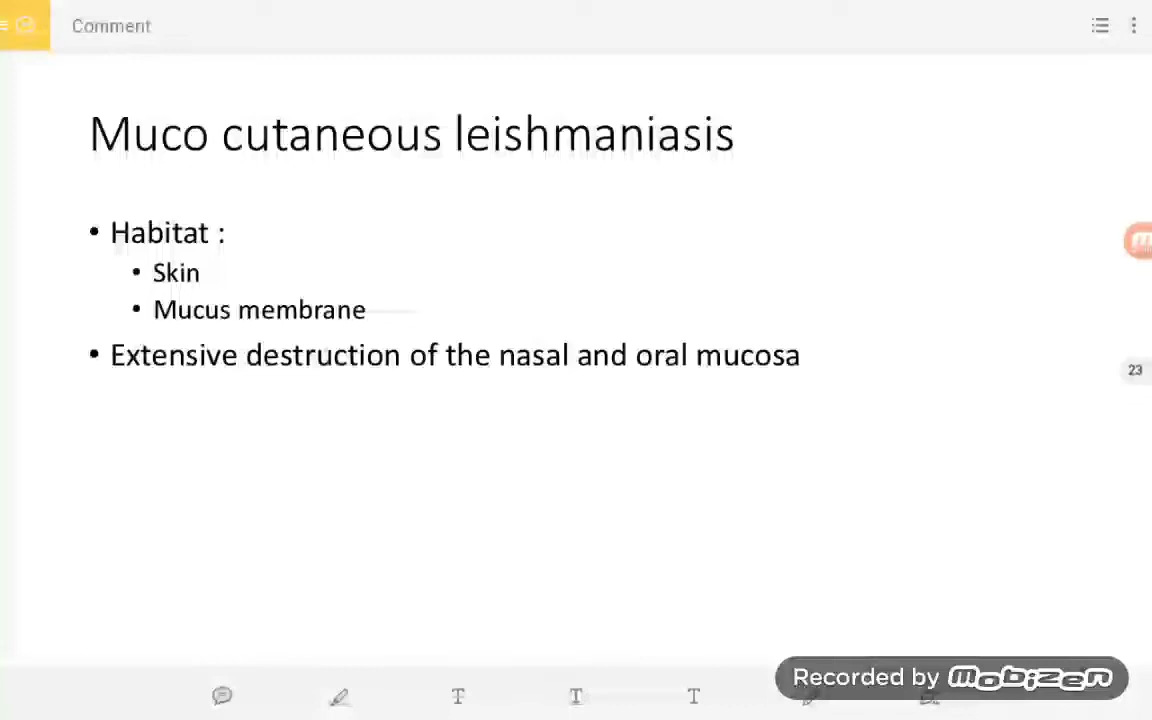 Comment
Muco cutaneous leishmaniasis
• Habitat :
• Skin
• Mucus membrane
• Extensive destruction of the nasal and oral mucosa
23
Recorded by mobizen